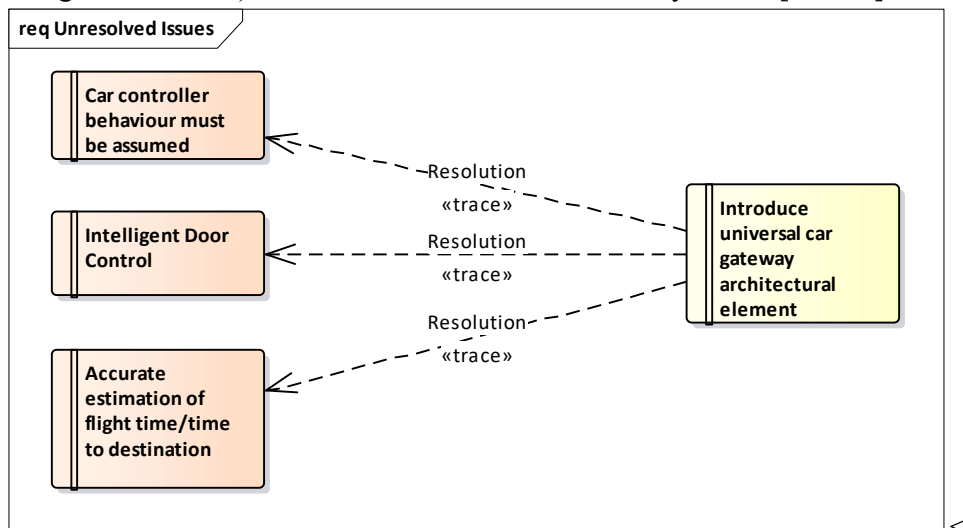 req Unresolved Issues
Car controller
behaviour must
be assumed
Resolution
«trace»
Intelligent Door
Control
Resolution
«trace»
Introduce
universal car
gateway
architectural
element
Resolution
«trace»
Accurate
estimation of
flight time/time
to destination